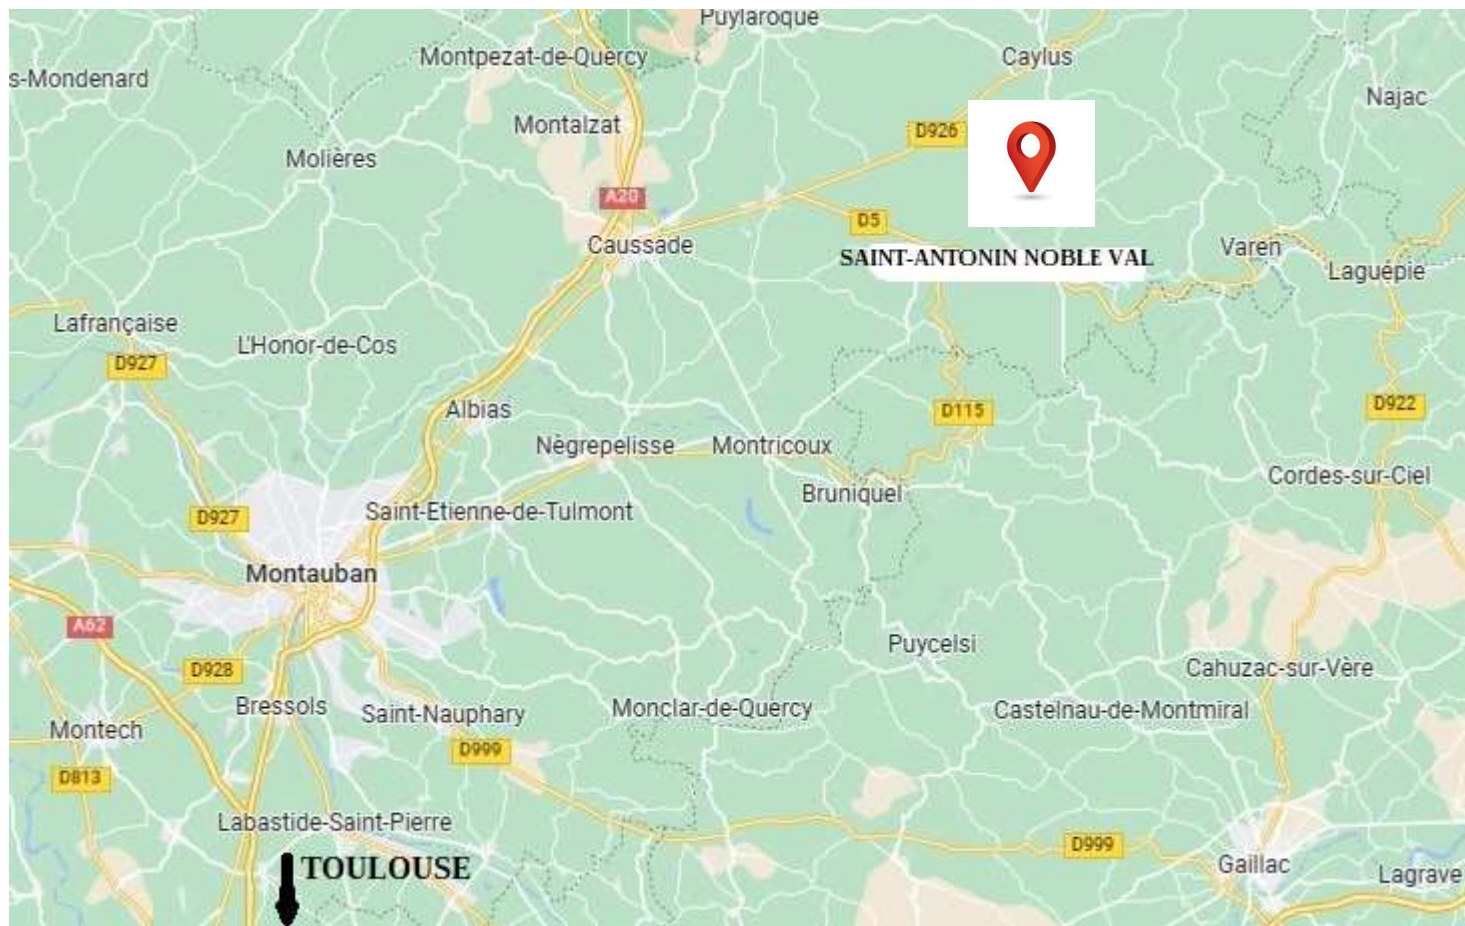 Puylaroque
Montpezat-de-Quercy
Caylus
s-Mondenard
Najac
Montalzat
D926
Molières
A20
D5
Caussade
Varen
SAINT-ANTONIN NOBLE VAL
Laguépie
Lafrançaise
L'Honor-de-Cos
D927
Albias
D115
D922
Nègrepelisse
Montricoux
Cordes-sur-Ciel
Bruniquel
D927
Saint-Etienne-de-Tulmont
Montauban
A62
Puycelsi
D928
Cahuzac-sur-Vère
Bressols
Saint-Nauphary
Monclar-de-Quercy
Castelnau-de-Montmiral
Montech
D999
D813
Labastide-Saint-Pierre
D999
TOULOUSE
Gaillac
Lagrave